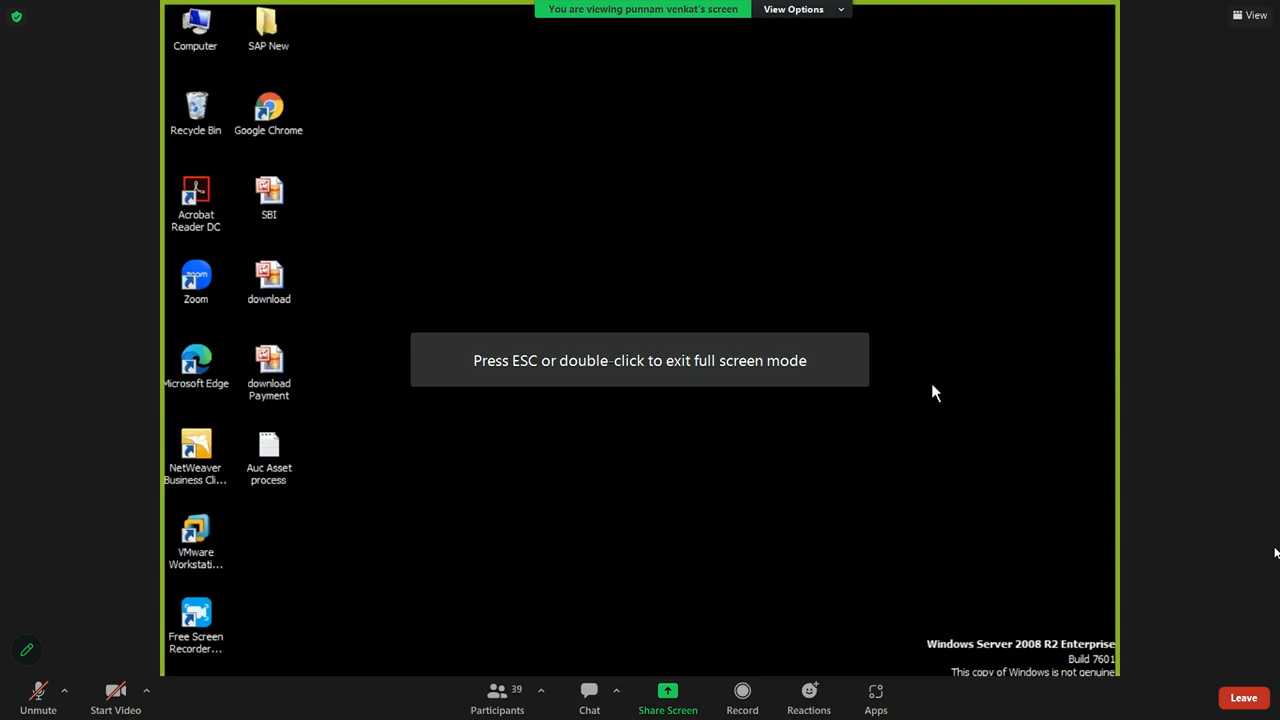 You are viewing punnam venkat's screen
View Options
View
Computer
SAP New
Recycle Bin
Google Chrome
Acrobat
Reader DC
SBI
zoom
Zoom
download
Microsoft Edge
download
Payment
Press ESC or double-click to exit full screen mode
NetWeaver
Business Cli...
Auc Asset
process
VMware
Workstati...
Free Screen
Recorder...
Windows Server 2008 R2 Enterprise
Build 7601
This copy of Windows is not genuine
Unmute
Start Video
39
Participants
Chat
Share Screen
Record
Reactions
Apps
Leave